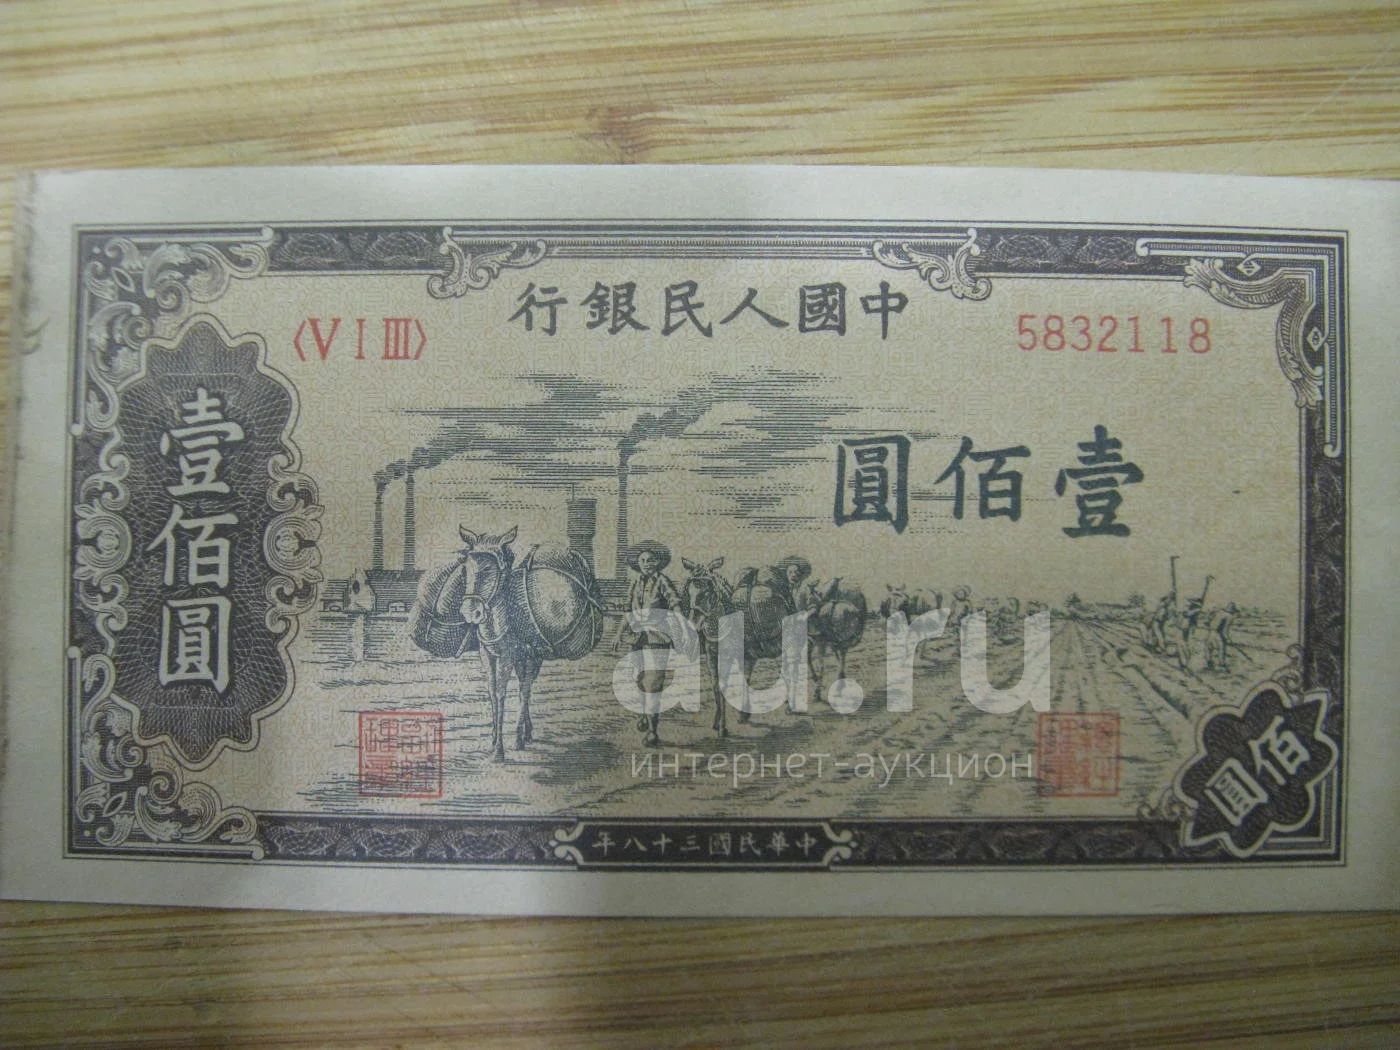 中國人民銀行
〈V I III〉
5832118
壹佰圓
壹佰圓
au.ru
интернет-аукцион
佰圓
中華民國三十八年